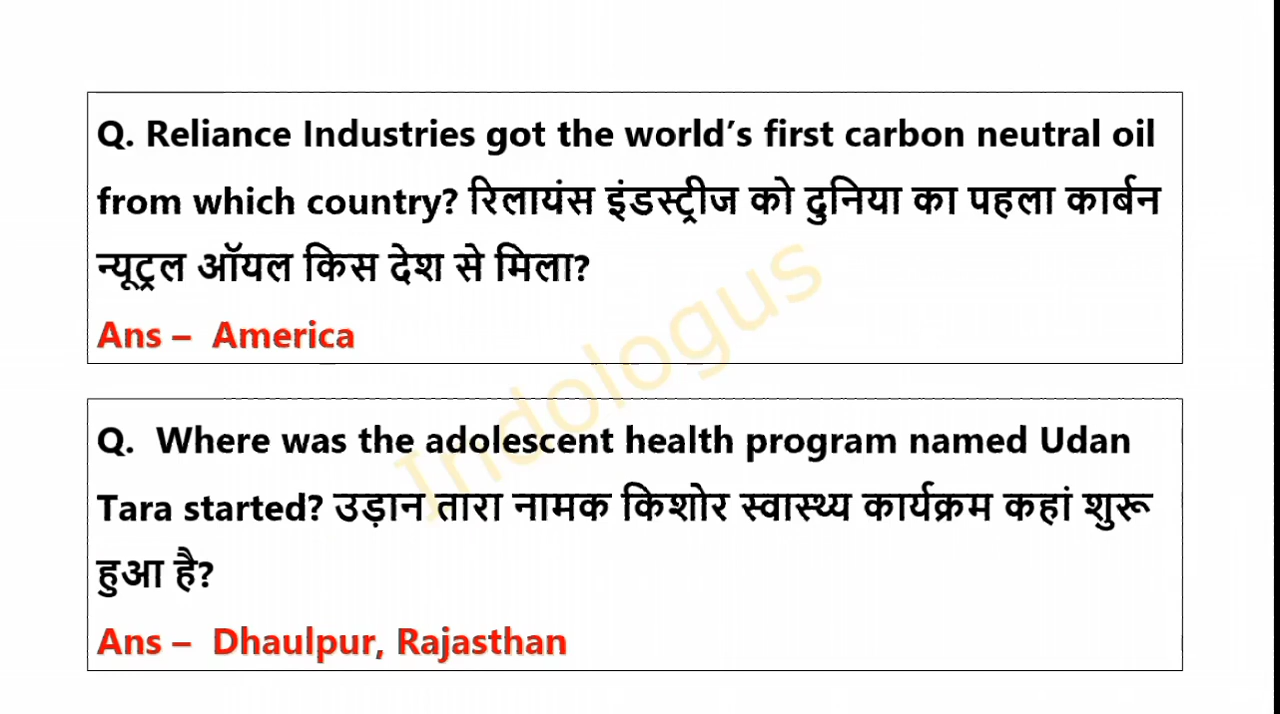 Q. Reliance Industries got the world’s first carbon neutral oil
from which country? रिलायंस इंडस्ट्रीज को दुनिया का पहला कार्बन
न्यूट्रल ऑयल किस देश से मिला?
Ans – America
Indologus
Q. Where was the adolescent health program named Udan
Tara started? उड़ान तारा नामक किशोर स्वास्थ्य कार्यक्रम कहां शुरू
हुआ है?
Ans – Dhaulpur, Rajasthan